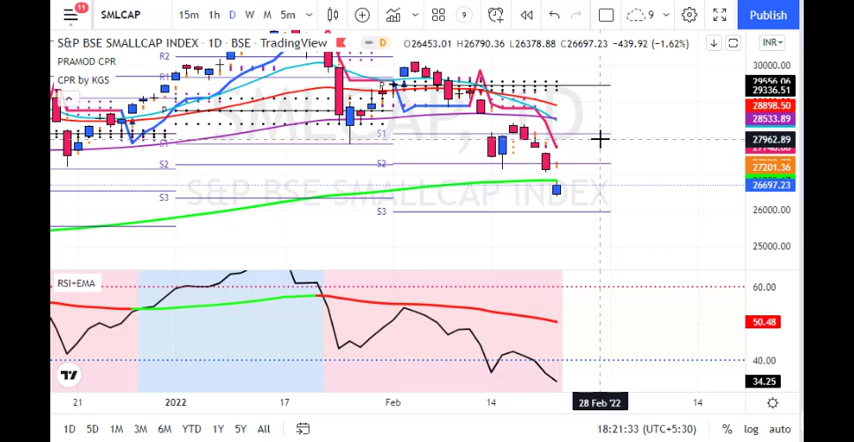 11
SMLCAP
15m 1h D W M 5m
9
9
Publish
S&P BSE SMALLCAP INDEX · 1D · BSE · TradingView
D
O26453.01 H26790.36 L26378.88 C26697.23 -439.92 (-1.62%)
INR
PRAMOD CPR
CPR by KGS
SMLCAP, 1D
S&P BSE SMALLCAP INDEX
R2
R1
P
S1
S2
S3
P
S1
S2
S3
30000.00
29556.06
29336.51
28898.50
28533.89
27962.89
27201.36
26697.23
26000.00
25000.00
RSI+EMA
60.00
50.48
40.00
34.25
21 2022 17 Feb 14 28 Feb '22 14
1D 5D 1M 3M 6M YTD 1Y 5Y All
18:21:33 (UTC+5:30) % log auto